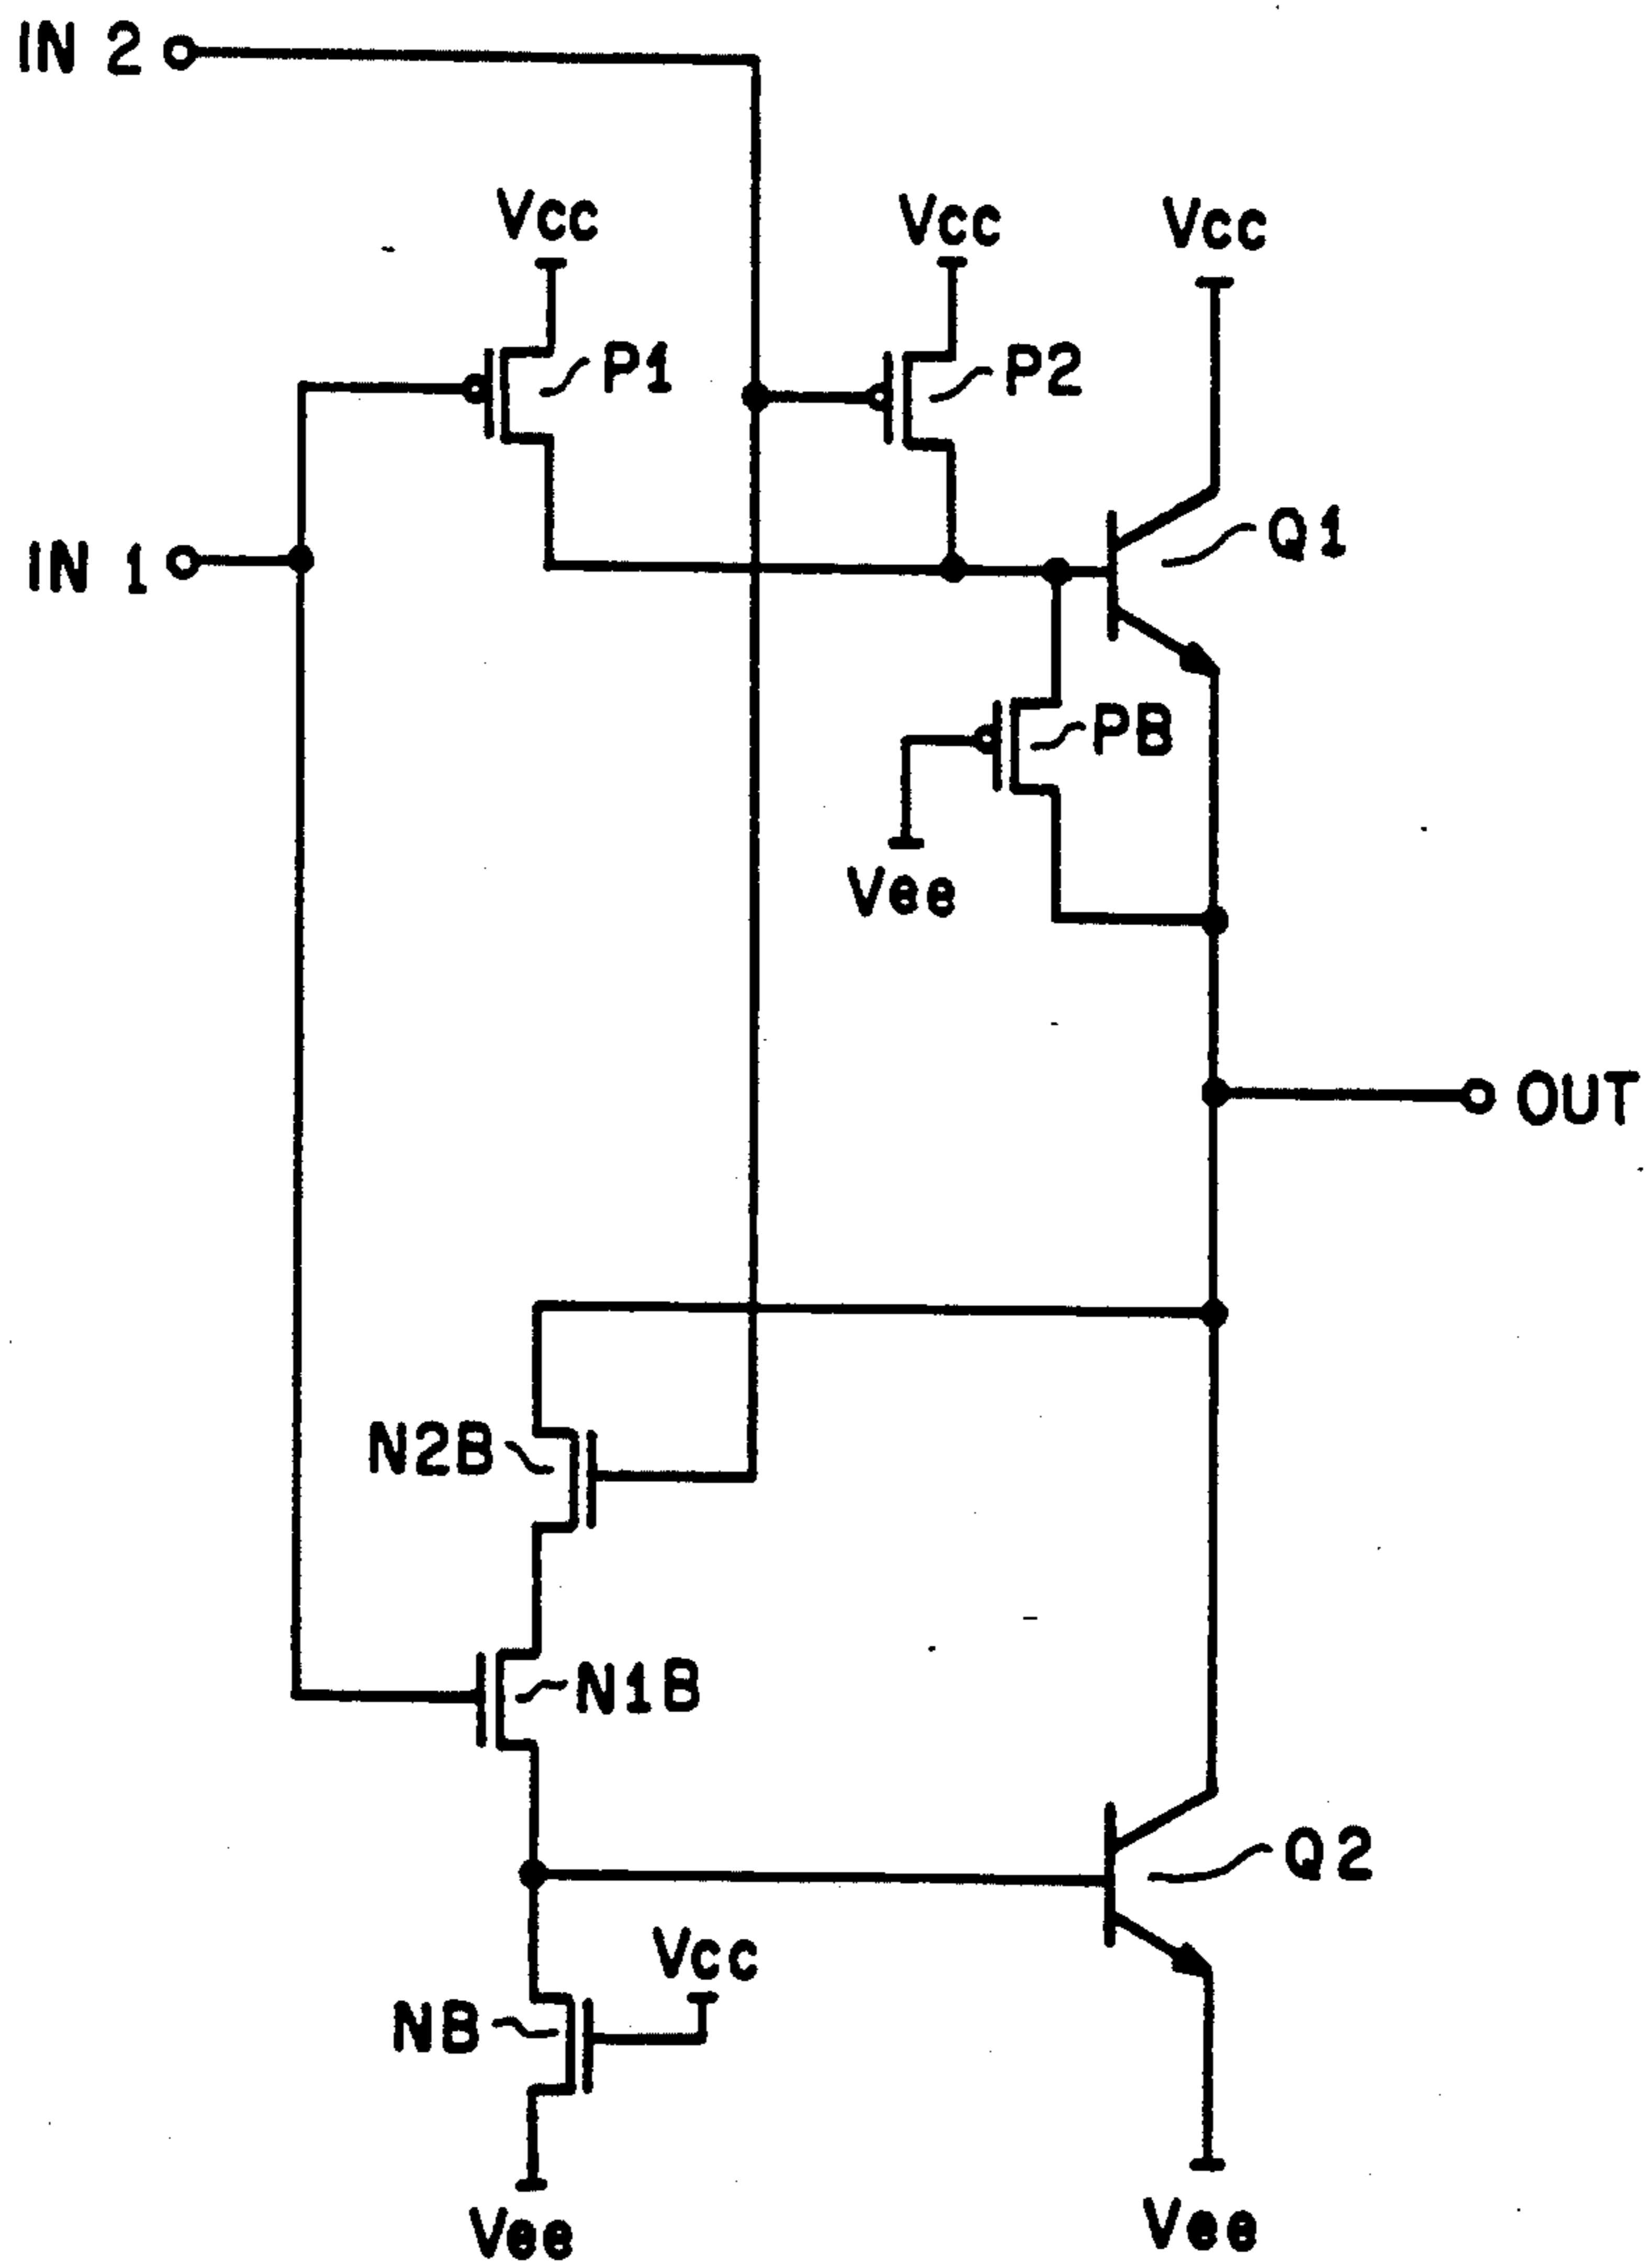 IN 2
Vcc
Vcc
Vcc
P1
P2
Q1
IN 1
PB
Vee
OUT
N2B
N1B
Q2
Vcc
NB
Vee
Vee